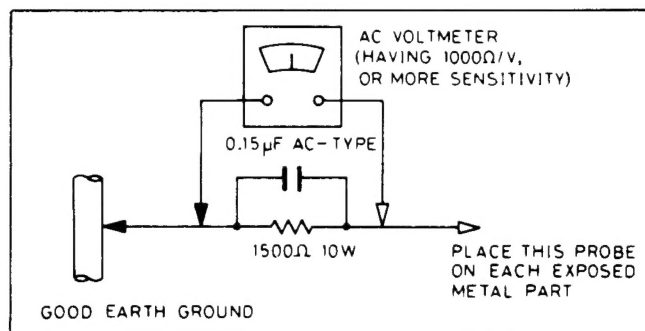 AC VOLTMETER
(HAVING 1000Ω/V,
OR MORE SENSITIVITY)
0.15µF AC-TYPE
1500Ω 10W
PLACE THIS PROBE
ON EACH EXPOSED
METAL PART
GOOD EARTH GROUND